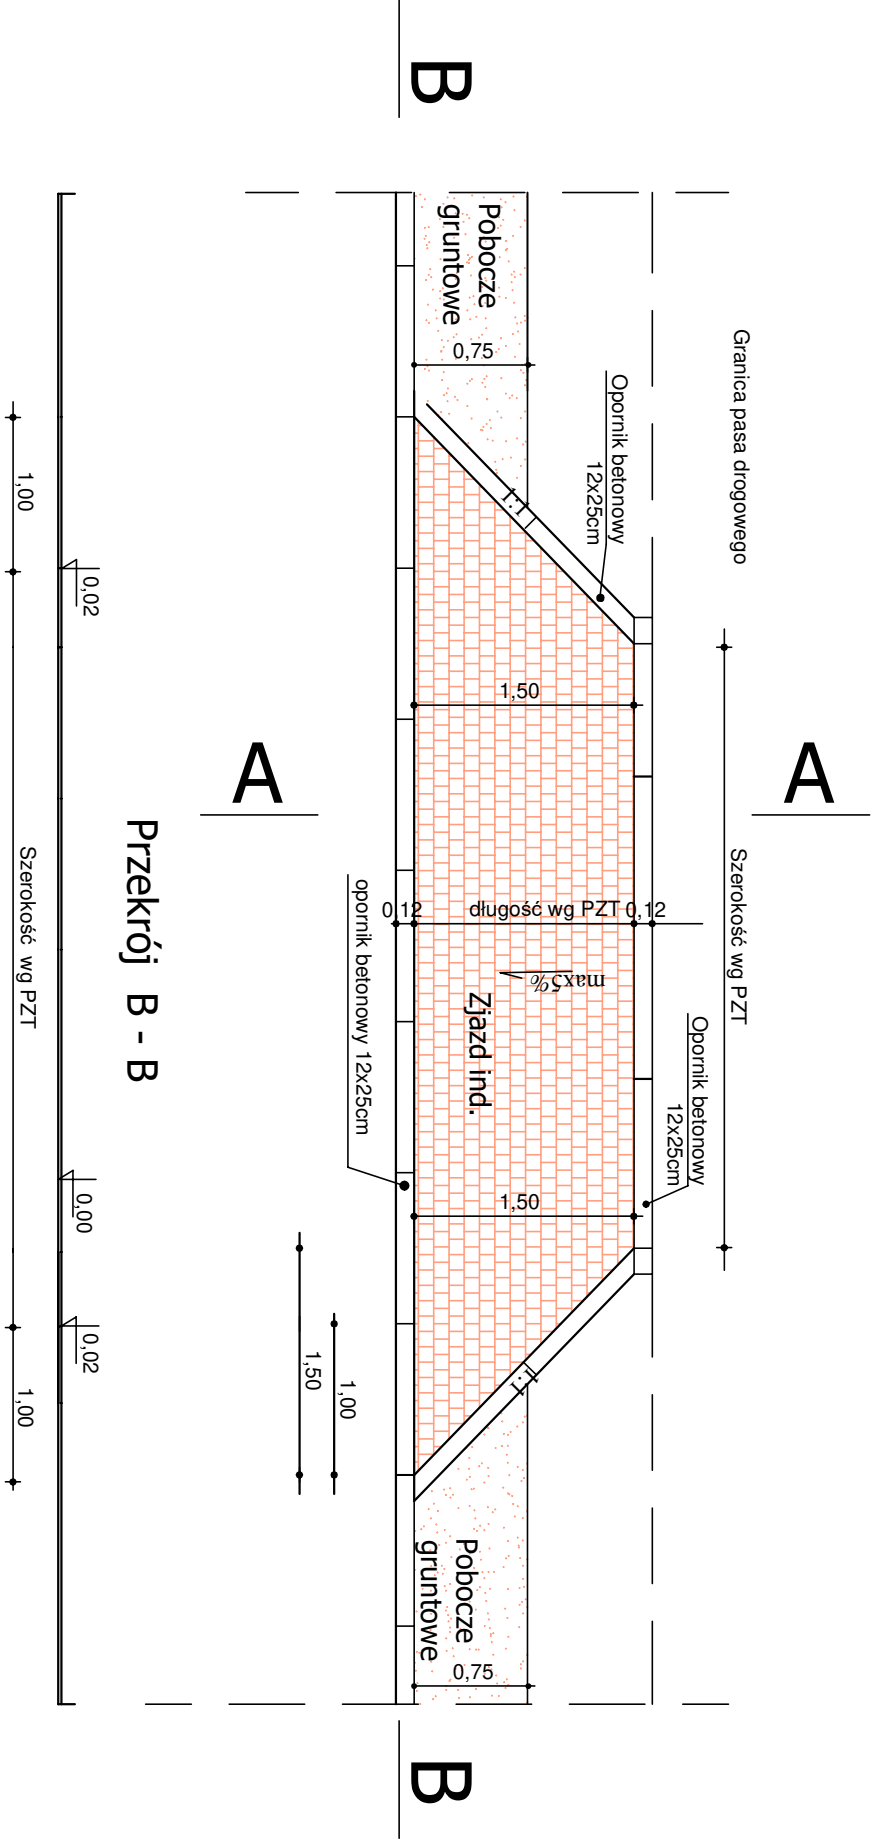 Granica pasa drogowego
Szerokość wg PZT
A
A
B
B
Pobocze
gruntowe
0,75
Opornik betonowy
12x25cm
1:1
1,50
0,12
długość wg PZT
0,12
max5%
Zjazd ind.
Opornik betonowy
12x25cm
1,50
1:1
Pobocze
gruntowe
0,75
opornik betonowy 12x25cm
1,00
1,50
Przekrój B - B
0,02
0,00
0,02
1,00
Szerokość wg PZT
1,00